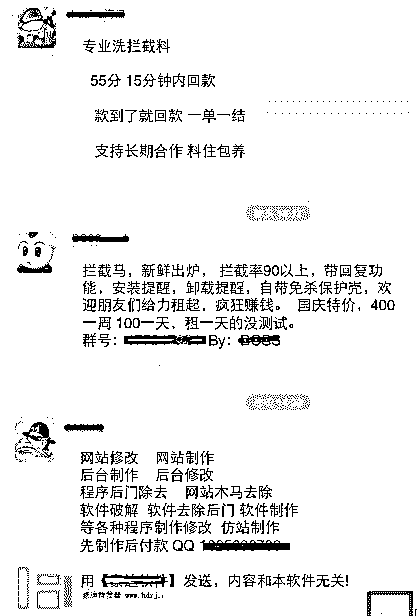 专业洗拦截料
55分 15分钟内回款
款到了就回款 一单一结
支持长期合作 料住包养
拦截马，新鲜出炉， 拦截率90以上，带回复功
能，安装提醒，卸载提醒，自带免杀保护壳，欢
迎朋友们给力租起，疯狂赚钱。 国庆特价，400
一周 100一天，租一天的没测试。
群号： By：
网站修改 网站制作
后台制作 后台修改
程序后门除去 网站木马去除
软件破解 软件去除后门 软件制作
等各种程序制作修改 仿站制作
先制作后付款 QQ
用【】发送，内容和本软件无关!